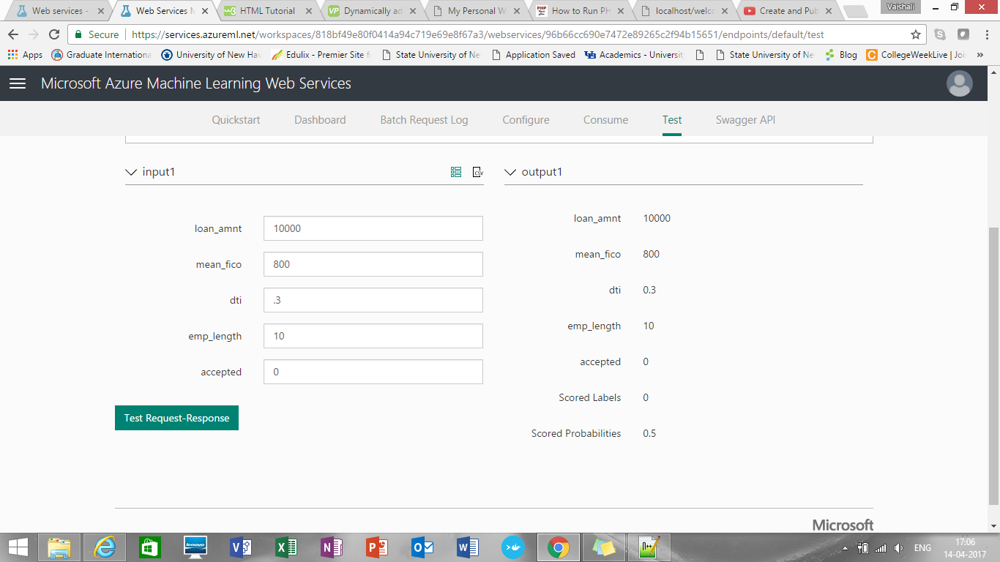 Web services -
Web Services M
HTML Tutorial
Dynamically ad
My Personal W
How to Run PH
localhost/welco
Create and Pub
Vaishali
Secure https://services.azureml.net/workspaces/818bf49e80f0414a94c719e69e8f67a3/webservices/96b66cc690e7472e89265c2f94b15651/endpoints/default/test
Apps Graduate Internationa University of New Hav Edulix - Premier Site f State University of Ne Application Saved Academics - Universit State University of Ne Blog CollegeWeekLive | Joi »
Microsoft Azure Machine Learning Web Services
Quickstart Dashboard Batch Request Log Configure Consume Test Swagger API
input1
CSV
loan_amnt 10000
mean_fico 800
dti .3
emp_length 10
accepted 0
Test Request-Response
output1
loan_amnt 10000
mean_fico 800
dti 0.3
emp_length 10
accepted 0
Scored Labels 0
Scored Probabilities 0.5
Microsoft
ENG
17:06
14-04-2017